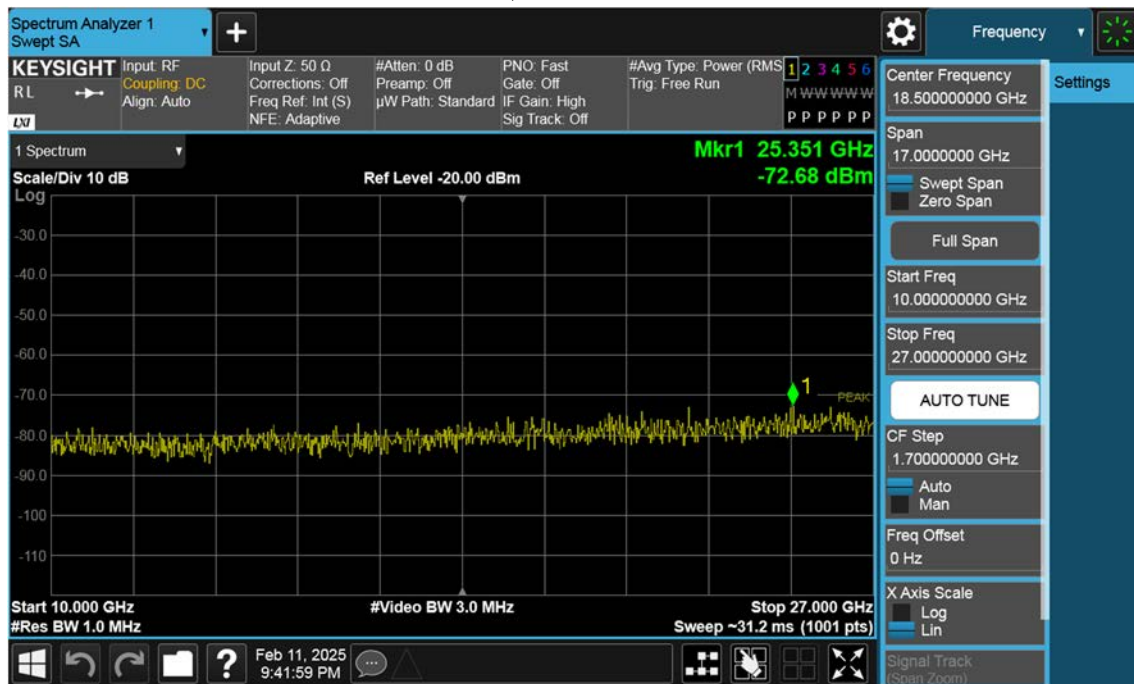 Spectrum Analyzer 1
Swept SA
Frequency
KEYSIGHT
RL
LXI
Input: RF
Coupling: DC
Align: Auto
Input Z: 50 Ω
Corrections: Off
Freq Ref: Int (S)
NFE: Adaptive
#Atten: 0 dB
Preamp: Off
µW Path: Standard
PNO: Fast
Gate: Off
IF Gain: High
Sig Track: Off
#Avg Type: Power (RMS
Trig: Free Run
1 2 3 4 5 6
M W W W W W
P P P P P P
1 Spectrum
Scale/Div 10 dB
Ref Level -20.00 dBm
Mkr1 25.351 GHz
-72.68 dBm
Log
-30.0
-40.0
-50.0
-60.0
-70.0
-80.0
-90.0
-100
-110
1
PEAK
Start 10.000 GHz
#Video BW 3.0 MHz
Stop 27.000 GHz
#Res BW 1.0 MHz
Sweep ~31.2 ms (1001 pts)
?
Feb 11, 2025
9:41:59 PM
Center Frequency
18.500000000 GHz
Span
17.0000000 GHz
Swept Span
Zero Span
Full Span
Start Freq
10.000000000 GHz
Stop Freq
27.000000000 GHz
AUTO TUNE
CF Step
1.700000000 GHz
Auto
Man
Freq Offset
0 Hz
X Axis Scale
Log
Lin
Signal Track
(Span Zoom)
Settings